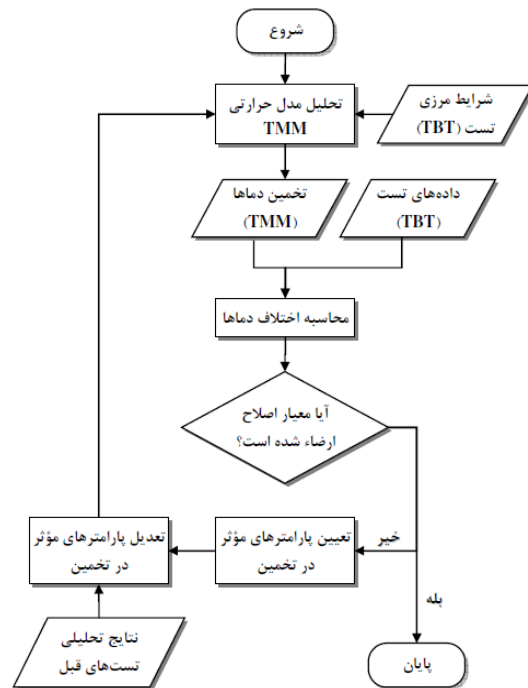 شروع
تحلیل مدل حرارتی
TMM
شرایط مرزی
تست (TBT)
تخمین دماها
(TMM)
داده‌های تست
(TBT)
محاسبه اختلاف دماها
آیا معیار اصلاح
ارضاء شده است؟
خیر
بله
تعیین پارامترهای مؤثر
در تخمین
تعدیل پارامترهای مؤثر
در تخمین
نتایج تحلیلی
تست‌های قبل
پایان